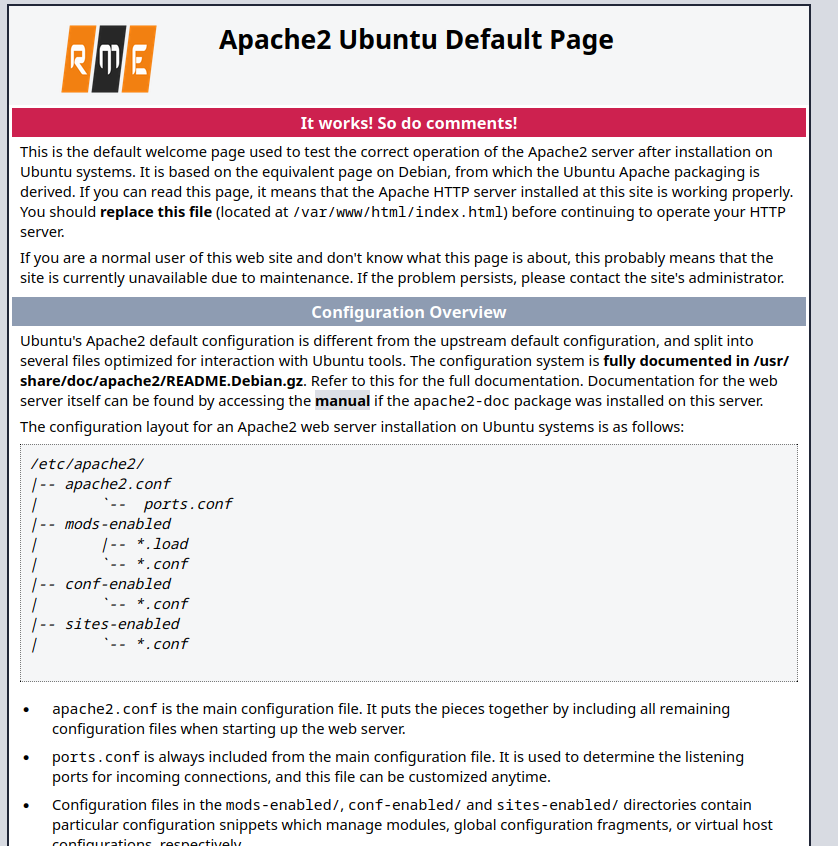 RME
Apache2 Ubuntu Default Page
It works! So do comments!
This is the default welcome page used to test the correct operation of the Apache2 server after installation on
Ubuntu systems. It is based on the equivalent page on Debian, from which the Ubuntu Apache packaging is
derived. If you can read this page, it means that the Apache HTTP server installed at this site is working properly.
You should replace this file (located at /var/www/html/index.html) before continuing to operate your HTTP
server.
If you are a normal user of this web site and don't know what this page is about, this probably means that the
site is currently unavailable due to maintenance. If the problem persists, please contact the site's administrator.
Configuration Overview
Ubuntu's Apache2 default configuration is different from the upstream default configuration, and split into
several files optimized for interaction with Ubuntu tools. The configuration system is fully documented in /usr/
share/doc/apache2/README.Debian.gz. Refer to this for the full documentation. Documentation for the web
server itself can be found by accessing the manual if the apache2-doc package was installed on this server.
The configuration layout for an Apache2 web server installation on Ubuntu systems is as follows:
/etc/apache2/
|-- apache2.conf
|       `--  ports.conf
|-- mods-enabled
|       |-- *.load
|       `-- *.conf
|-- conf-enabled
|       `-- *.conf
|-- sites-enabled
|       `-- *.conf
• apache2.conf is the main configuration file. It puts the pieces together by including all remaining
configuration files when starting up the web server.
• ports.conf is always included from the main configuration file. It is used to determine the listening
ports for incoming connections, and this file can be customized anytime.
• Configuration files in the mods-enabled/, conf-enabled/ and sites-enabled/ directories contain
particular configuration snippets which manage modules, global configuration fragments, or virtual host
configurations, respectively.